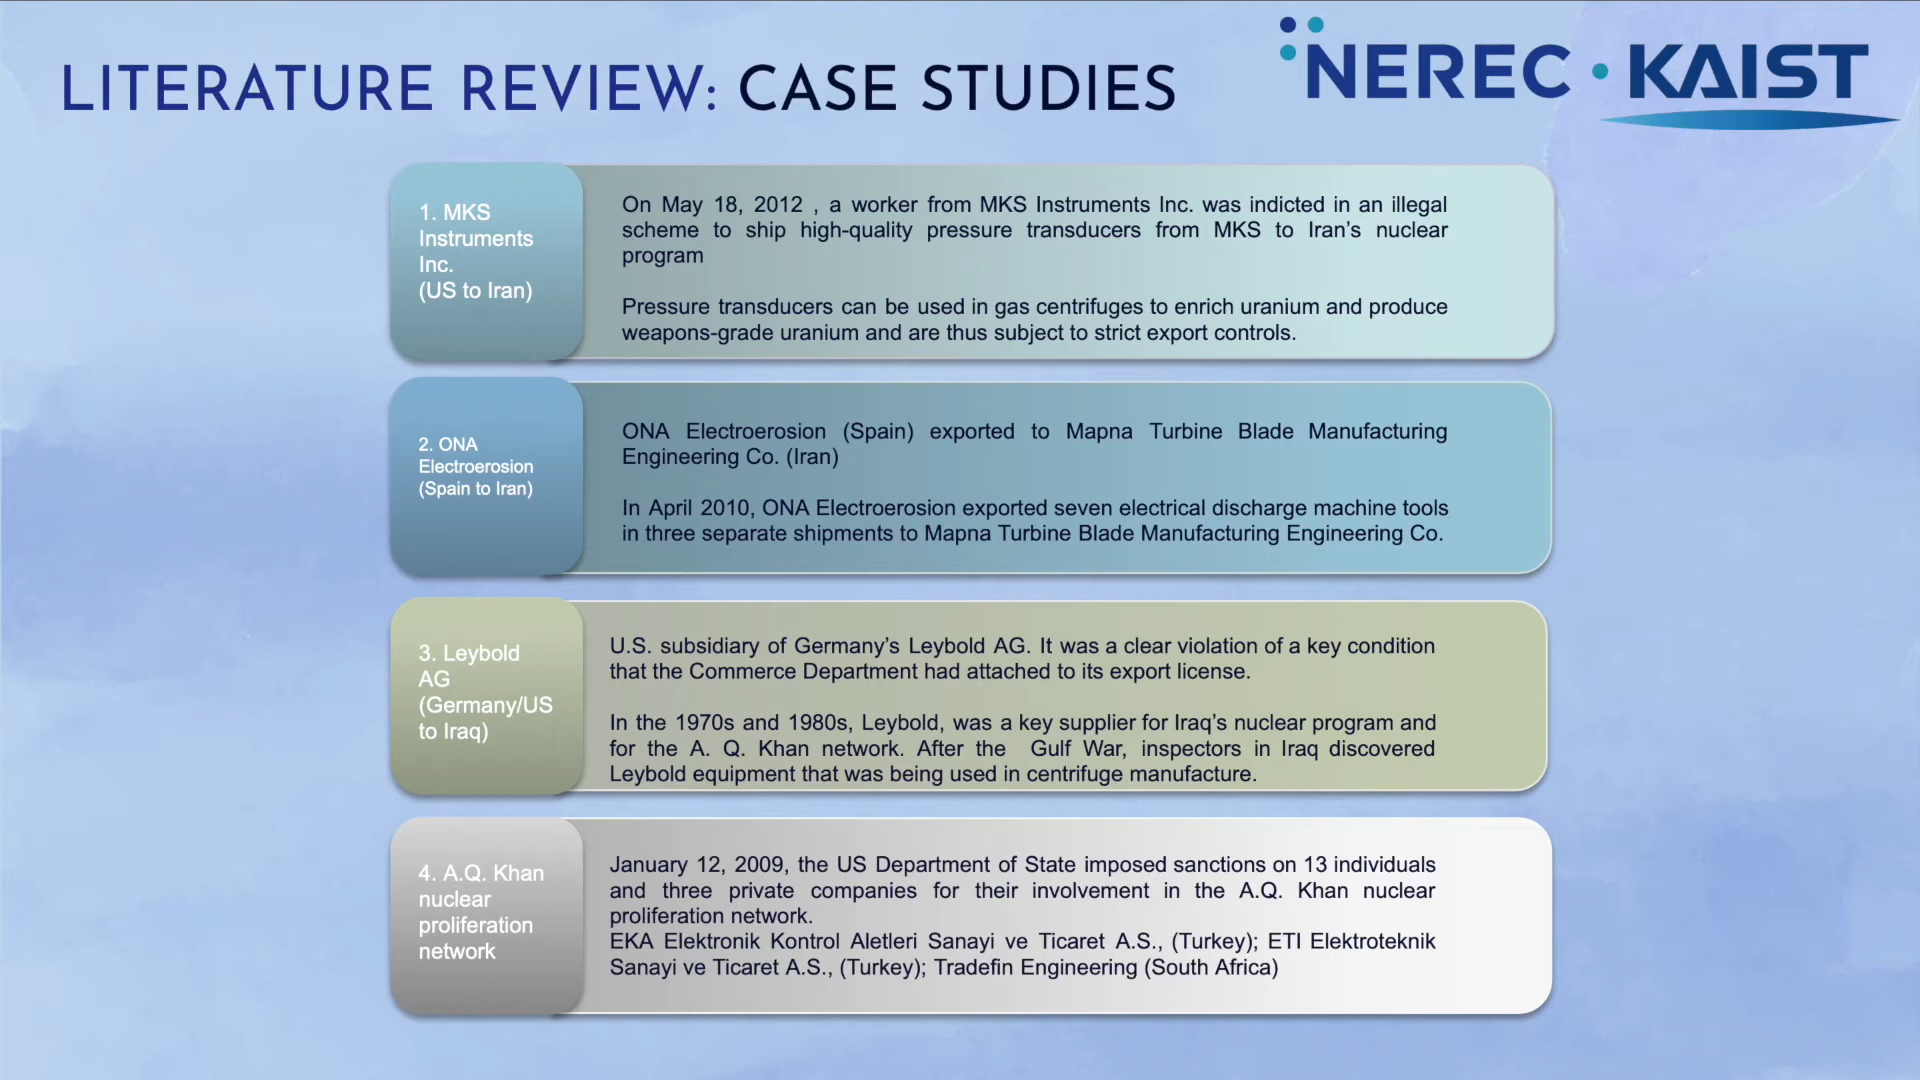 LITERATURE REVIEW: CASE STUDIES
NEREC · KAIST
1. MKS
Instruments
Inc.
(US to Iran)
On May 18, 2012 , a worker from MKS Instruments Inc. was indicted in an illegal
scheme to ship high-quality pressure transducers from MKS to Iran’s nuclear
program
Pressure transducers can be used in gas centrifuges to enrich uranium and produce
weapons-grade uranium and are thus subject to strict export controls.
2. ONA
Electroerosion
(Spain to Iran)
ONA Electroerosion (Spain) exported to Mapna Turbine Blade Manufacturing
Engineering Co. (Iran)
In April 2010, ONA Electroerosion exported seven electrical discharge machine tools
in three separate shipments to Mapna Turbine Blade Manufacturing Engineering Co.
3. Leybold
AG
(Germany/US
to Iraq)
U.S. subsidiary of Germany’s Leybold AG. It was a clear violation of a key condition
that the Commerce Department had attached to its export license.
In the 1970s and 1980s, Leybold, was a key supplier for Iraq’s nuclear program and
for the A. Q. Khan network. After the  Gulf War, inspectors in Iraq discovered
Leybold equipment that was being used in centrifuge manufacture.
4. A.Q. Khan
nuclear
proliferation
network
January 12, 2009, the US Department of State imposed sanctions on 13 individuals
and three private companies for their involvement in the A.Q. Khan nuclear
proliferation network.
EKA Elektronik Kontrol Aletleri Sanayi ve Ticaret A.S., (Turkey); ETI Elektroteknik
Sanayi ve Ticaret A.S., (Turkey); Tradefin Engineering (South Africa)